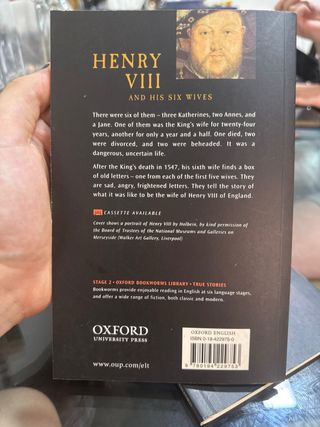 HENRY
VIII
AND HIS SIX WIVES
There were six of them – three Katherines, two Annes, and
a Jane. One of them was the King's wife for twenty-four
years, another for only a year and a half. One died, two
were divorced, and two were beheaded. It was a
dangerous, uncertain life.
After the King's death in 1547, his sixth wife finds a box
of old letters – one from each of the first five wives. They
are sad, angry, frightened letters. They tell the story of
what it was like to be the wife of Henry VIII of England.
CASSETTE AVAILABLE
Cover shows a portrait of Henry VIII by Holbein, by kind permission of
the Board of Trustees of the National Museums and Galleries on
Merseyside (Walker Art Gallery, Liverpool)
STAGE 2 • OXFORD BOOKWORMS LIBRARY • TRUE STORIES
Bookworms provide enjoyable reading in English at six language stages,
and offer a wide range of fiction, both classic and modern.
OXFORD
UNIVERSITY PRESS
www.oup.com/elt
OXFORD ENGLISH
ISBN 0-19-422975-0
9 780194 229753